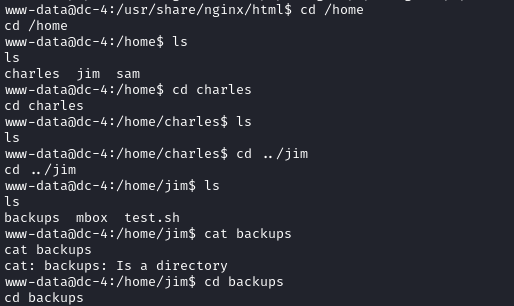 www-data@dc-4:/usr/share/nginx/html$ cd /home
cd /home
www-data@dc-4:/home$ ls
ls
charles  jim  sam
www-data@dc-4:/home$ cd charles
cd charles
www-data@dc-4:/home/charles$ ls
ls
www-data@dc-4:/home/charles$ cd ../jim
cd ../jim
www-data@dc-4:/home/jim$ ls
ls
backups  mbox  test.sh
www-data@dc-4:/home/jim$ cat backups
cat backups
cat: backups: Is a directory
www-data@dc-4:/home/jim$ cd backups
cd backups